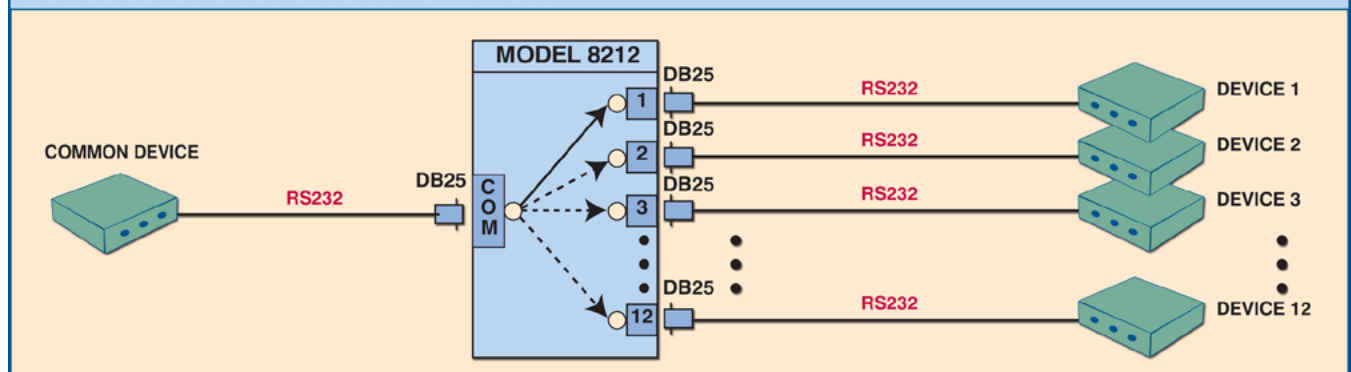 MODEL 8212
COMMON DEVICE
RS232
DB25
COM
1
DB25
RS232
DEVICE 1
2
DB25
RS232
DEVICE 2
3
DB25
RS232
DEVICE 3
12
DB25
RS232
DEVICE 12